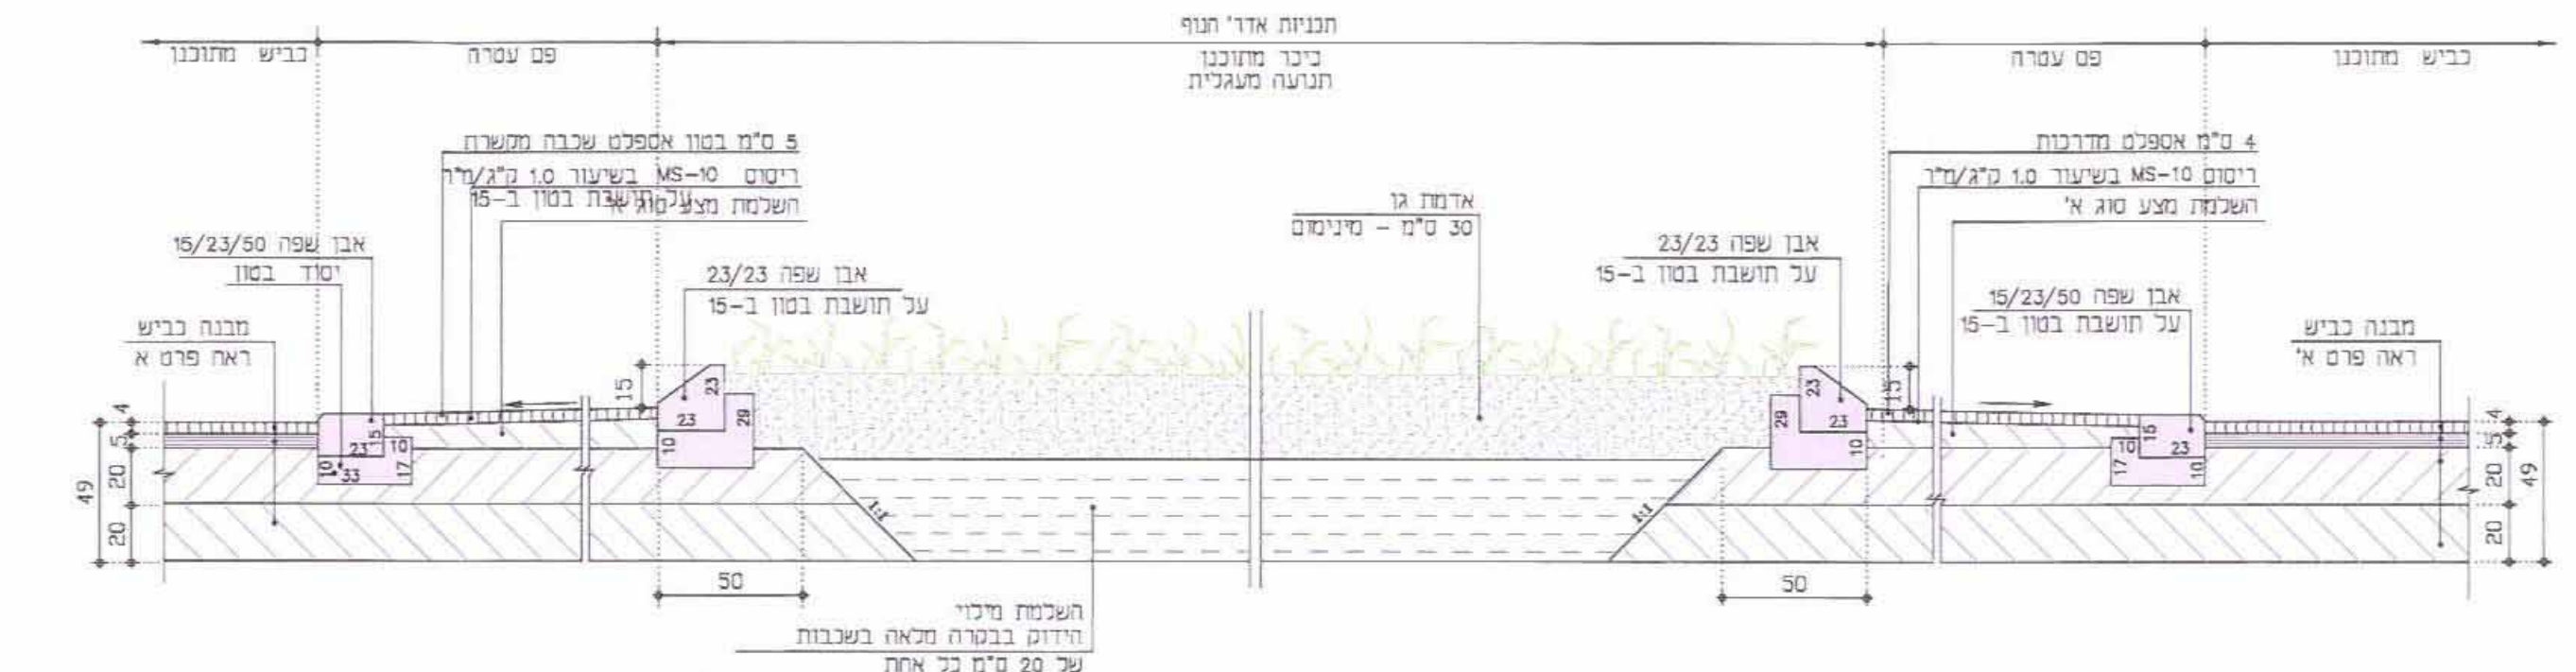 תכניות אדר' הנוף
כביש מתוכנן
פס עטרה
כיכר מתוכנן
תנועה מעגלית
פס עטרה
כביש מתוכנן
4 ס"מ אספלט מדרכות
ריסוס MS-10 בשיעור 1.0 ק"ג/מ"ר
השלמת מצע סוג א'
5 ס"מ בטון אספלט שכבה מקשרת
ריסוס MS-10 בשיעור 1.0 ק"ג/מ"ר
על תושבת בטון ב-15
השלמת מצע סוג א'
אדמת גן
30 ס"מ - מינימום
אבן שפה 23/23
על תושבת בטון ב-15
אבן שפה 15/23/50
על תושבת בטון ב-15
מבנה כביש
ראה פרט א'
אבן שפה 15/23/50
יסוד בטון
אבן שפה 23/23
על תושבת בטון ב-15
מבנה כביש
ראה פרט א
15
23
23
29
10
15
23
23
29
10
4
5
20
20
49
15
23
10
10
33
17
15
10
23
17
10
4
5
20
20
49
1:1
1:1
50
50
השלמת מילוי
הידוק בבקרה מלאה בשכבות
של 20 ס"מ כל אחת